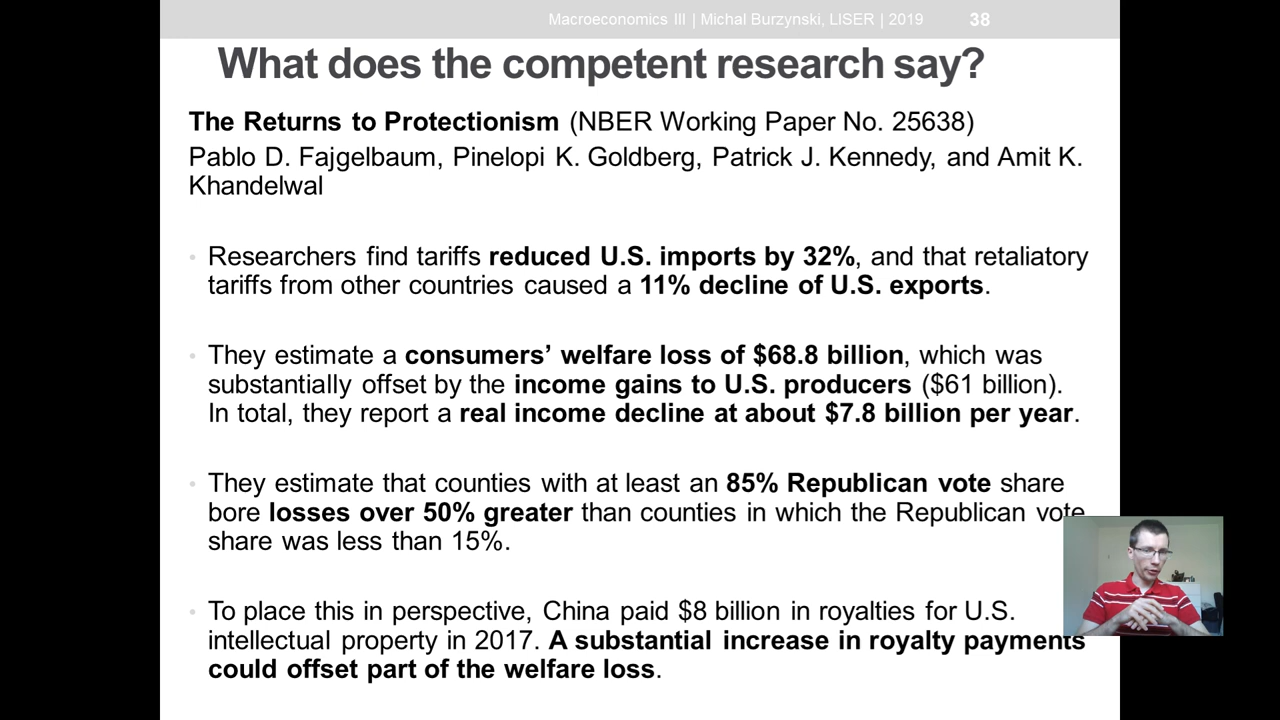 Macroeconomics III | Michal Burzynski, LISER | 2019 38
What does the competent research say?
The Returns to Protectionism (NBER Working Paper No. 25638)
Pablo D. Fajgelbaum, Pinelopi K. Goldberg, Patrick J. Kennedy, and Amit K.
Khandelwal
• Researchers find tariffs reduced U.S. imports by 32%, and that retaliatory
tariffs from other countries caused a 11% decline of U.S. exports.
• They estimate a consumers’ welfare loss of $68.8 billion, which was
substantially offset by the income gains to U.S. producers ($61 billion).
In total, they report a real income decline at about $7.8 billion per year.
• They estimate that counties with at least an 85% Republican vote share
bore losses over 50% greater than counties in which the Republican vote
share was less than 15%.
• To place this in perspective, China paid $8 billion in royalties for U.S.
intellectual property in 2017. A substantial increase in royalty payments
could offset part of the welfare loss.